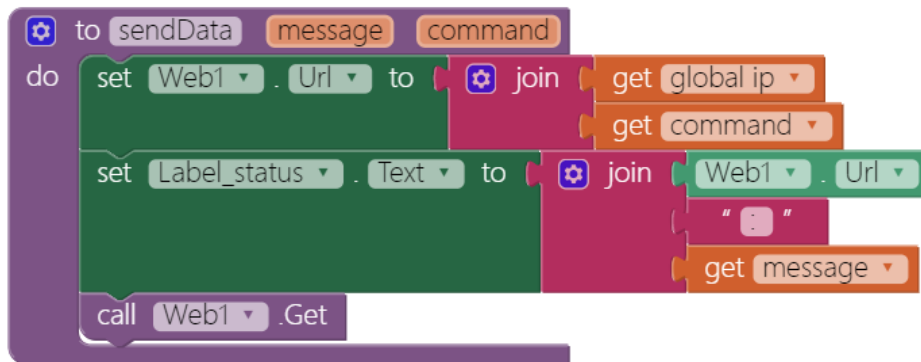 to sendData message command
do set Web1 . Url to join get global ip
get command
set Label_status . Text to join Web1 . Url
" : "
get message
call Web1 .Get